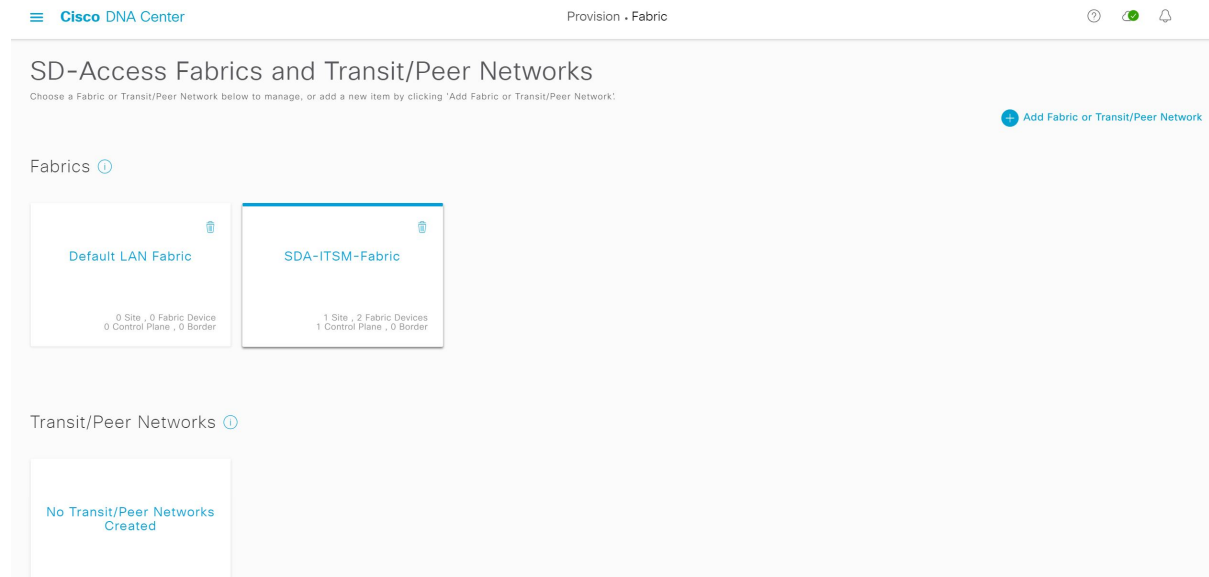 Cisco DNA Center
Provision • Fabric
SD-Access Fabrics and Transit/Peer Networks
Choose a Fabric or Transit/Peer Network below to manage, or add a new item by clicking 'Add Fabric or Transit/Peer Network'.
Add Fabric or Transit/Peer Network
Fabrics
Default LAN Fabric
0 Site , 0 Fabric Device
0 Control Plane , 0 Border
SDA-ITSM-Fabric
1 Site , 2 Fabric Devices
1 Control Plane , 0 Border
Transit/Peer Networks
No Transit/Peer Networks
Created